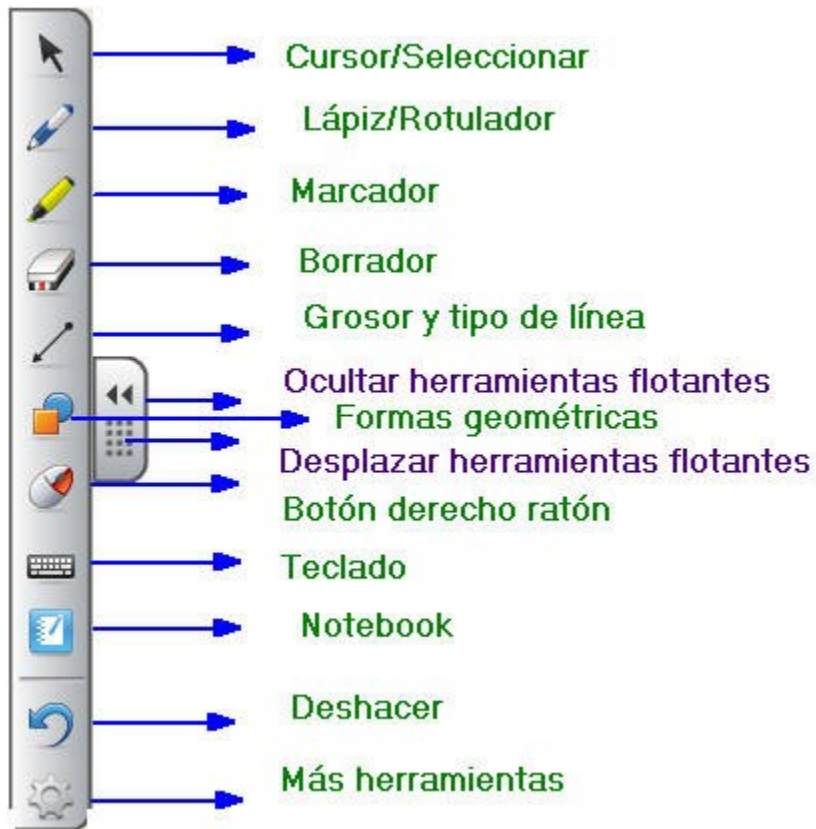 Cursor/Seleccionar
Lápiz/Rotulador
Marcador
Borrador
Grosor y tipo de línea
Ocultar herramientas flotantes
Formas geométricas
Desplazar herramientas flotantes
Botón derecho ratón
Teclado
Notebook
Deshacer
Más herramientas